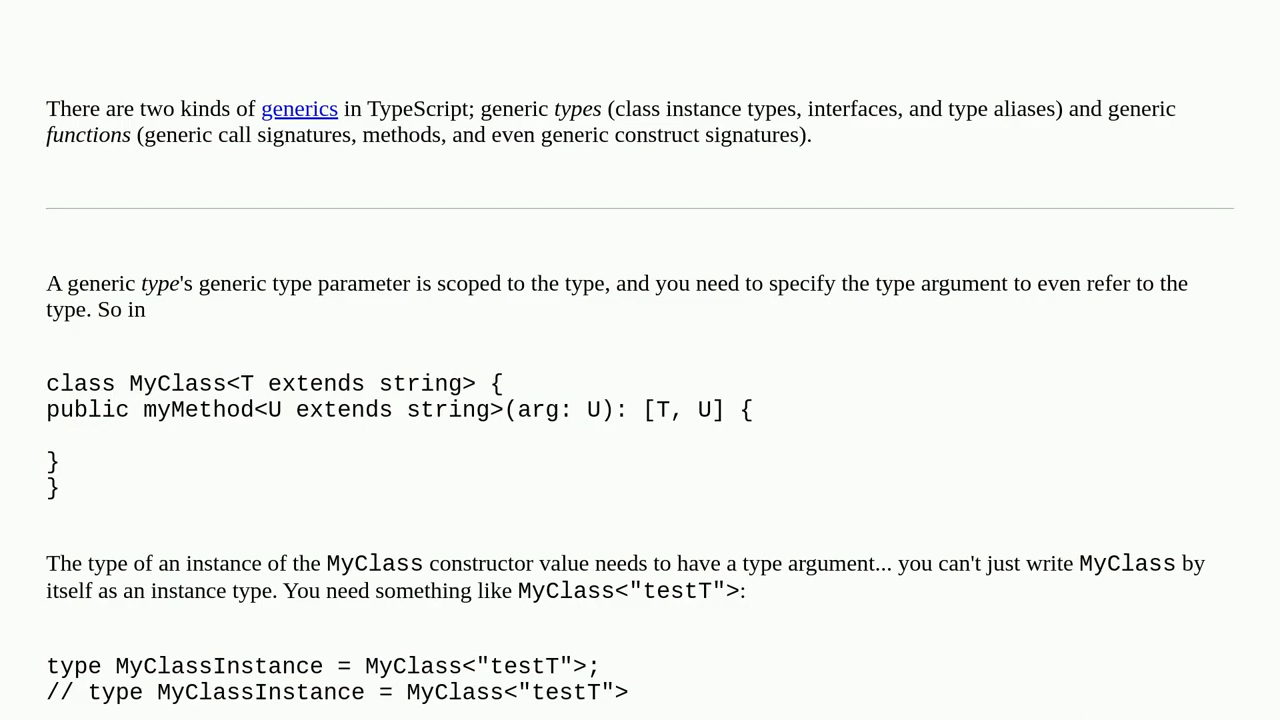 There are two kinds of generics in TypeScript; generic types (class instance types, interfaces, and type aliases) and generic
functions (generic call signatures, methods, and even generic construct signatures).
A generic type's generic type parameter is scoped to the type, and you need to specify the type argument to even refer to the
type. So in
class MyClass<T extends string> {
public myMethod<U extends string>(arg: U): [T, U] {
}
}
The type of an instance of the MyClass constructor value needs to have a type argument... you can't just write MyClass by
itself as an instance type. You need something like MyClass<"testT">:
type MyClassInstance = MyClass<"testT">;
// type MyClassInstance = MyClass<"testT">